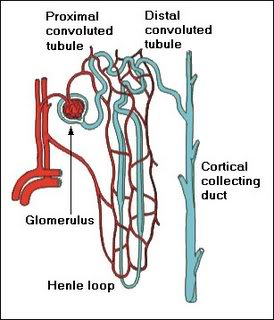 Proximal
convoluted
tubule
Distal
convoluted
tubule
Cortical
collecting
duct
Glomerulus
Henle loop